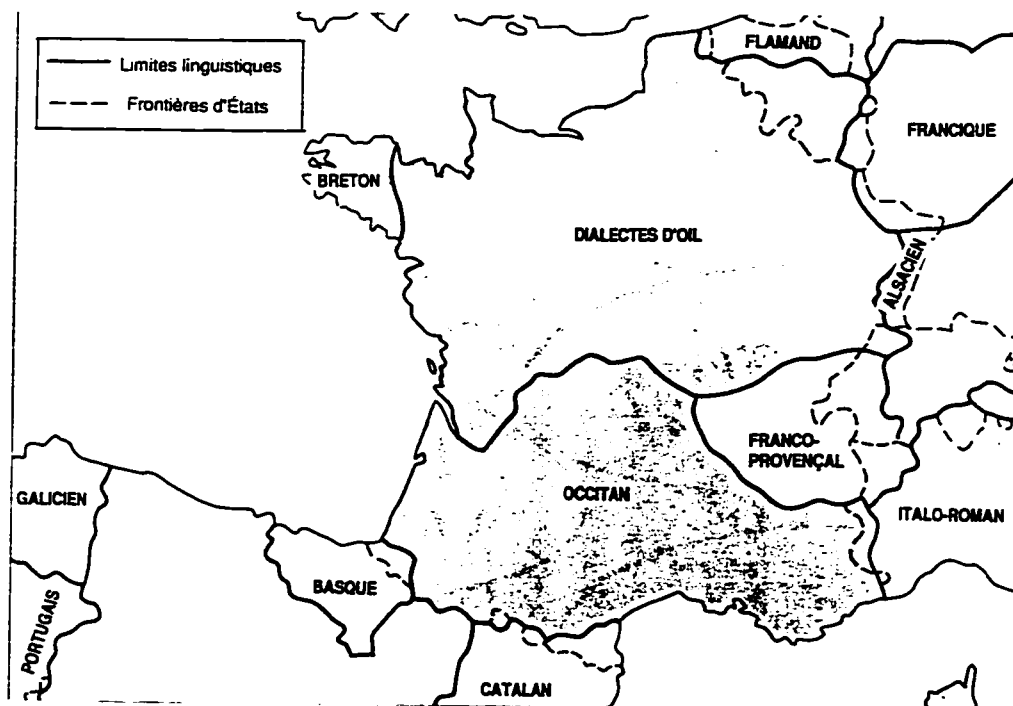 Limites linguistiques
Frontières d'États
FLAMAND
FRANCIQUE
BRETON
DIALECTES D'OIL
ALSACIEN
FRANCO-
PROVENÇAL
OCCITAN
GALICIEN
ITALO-ROMAN
BASQUE
PORTUGAIS
CATALAN